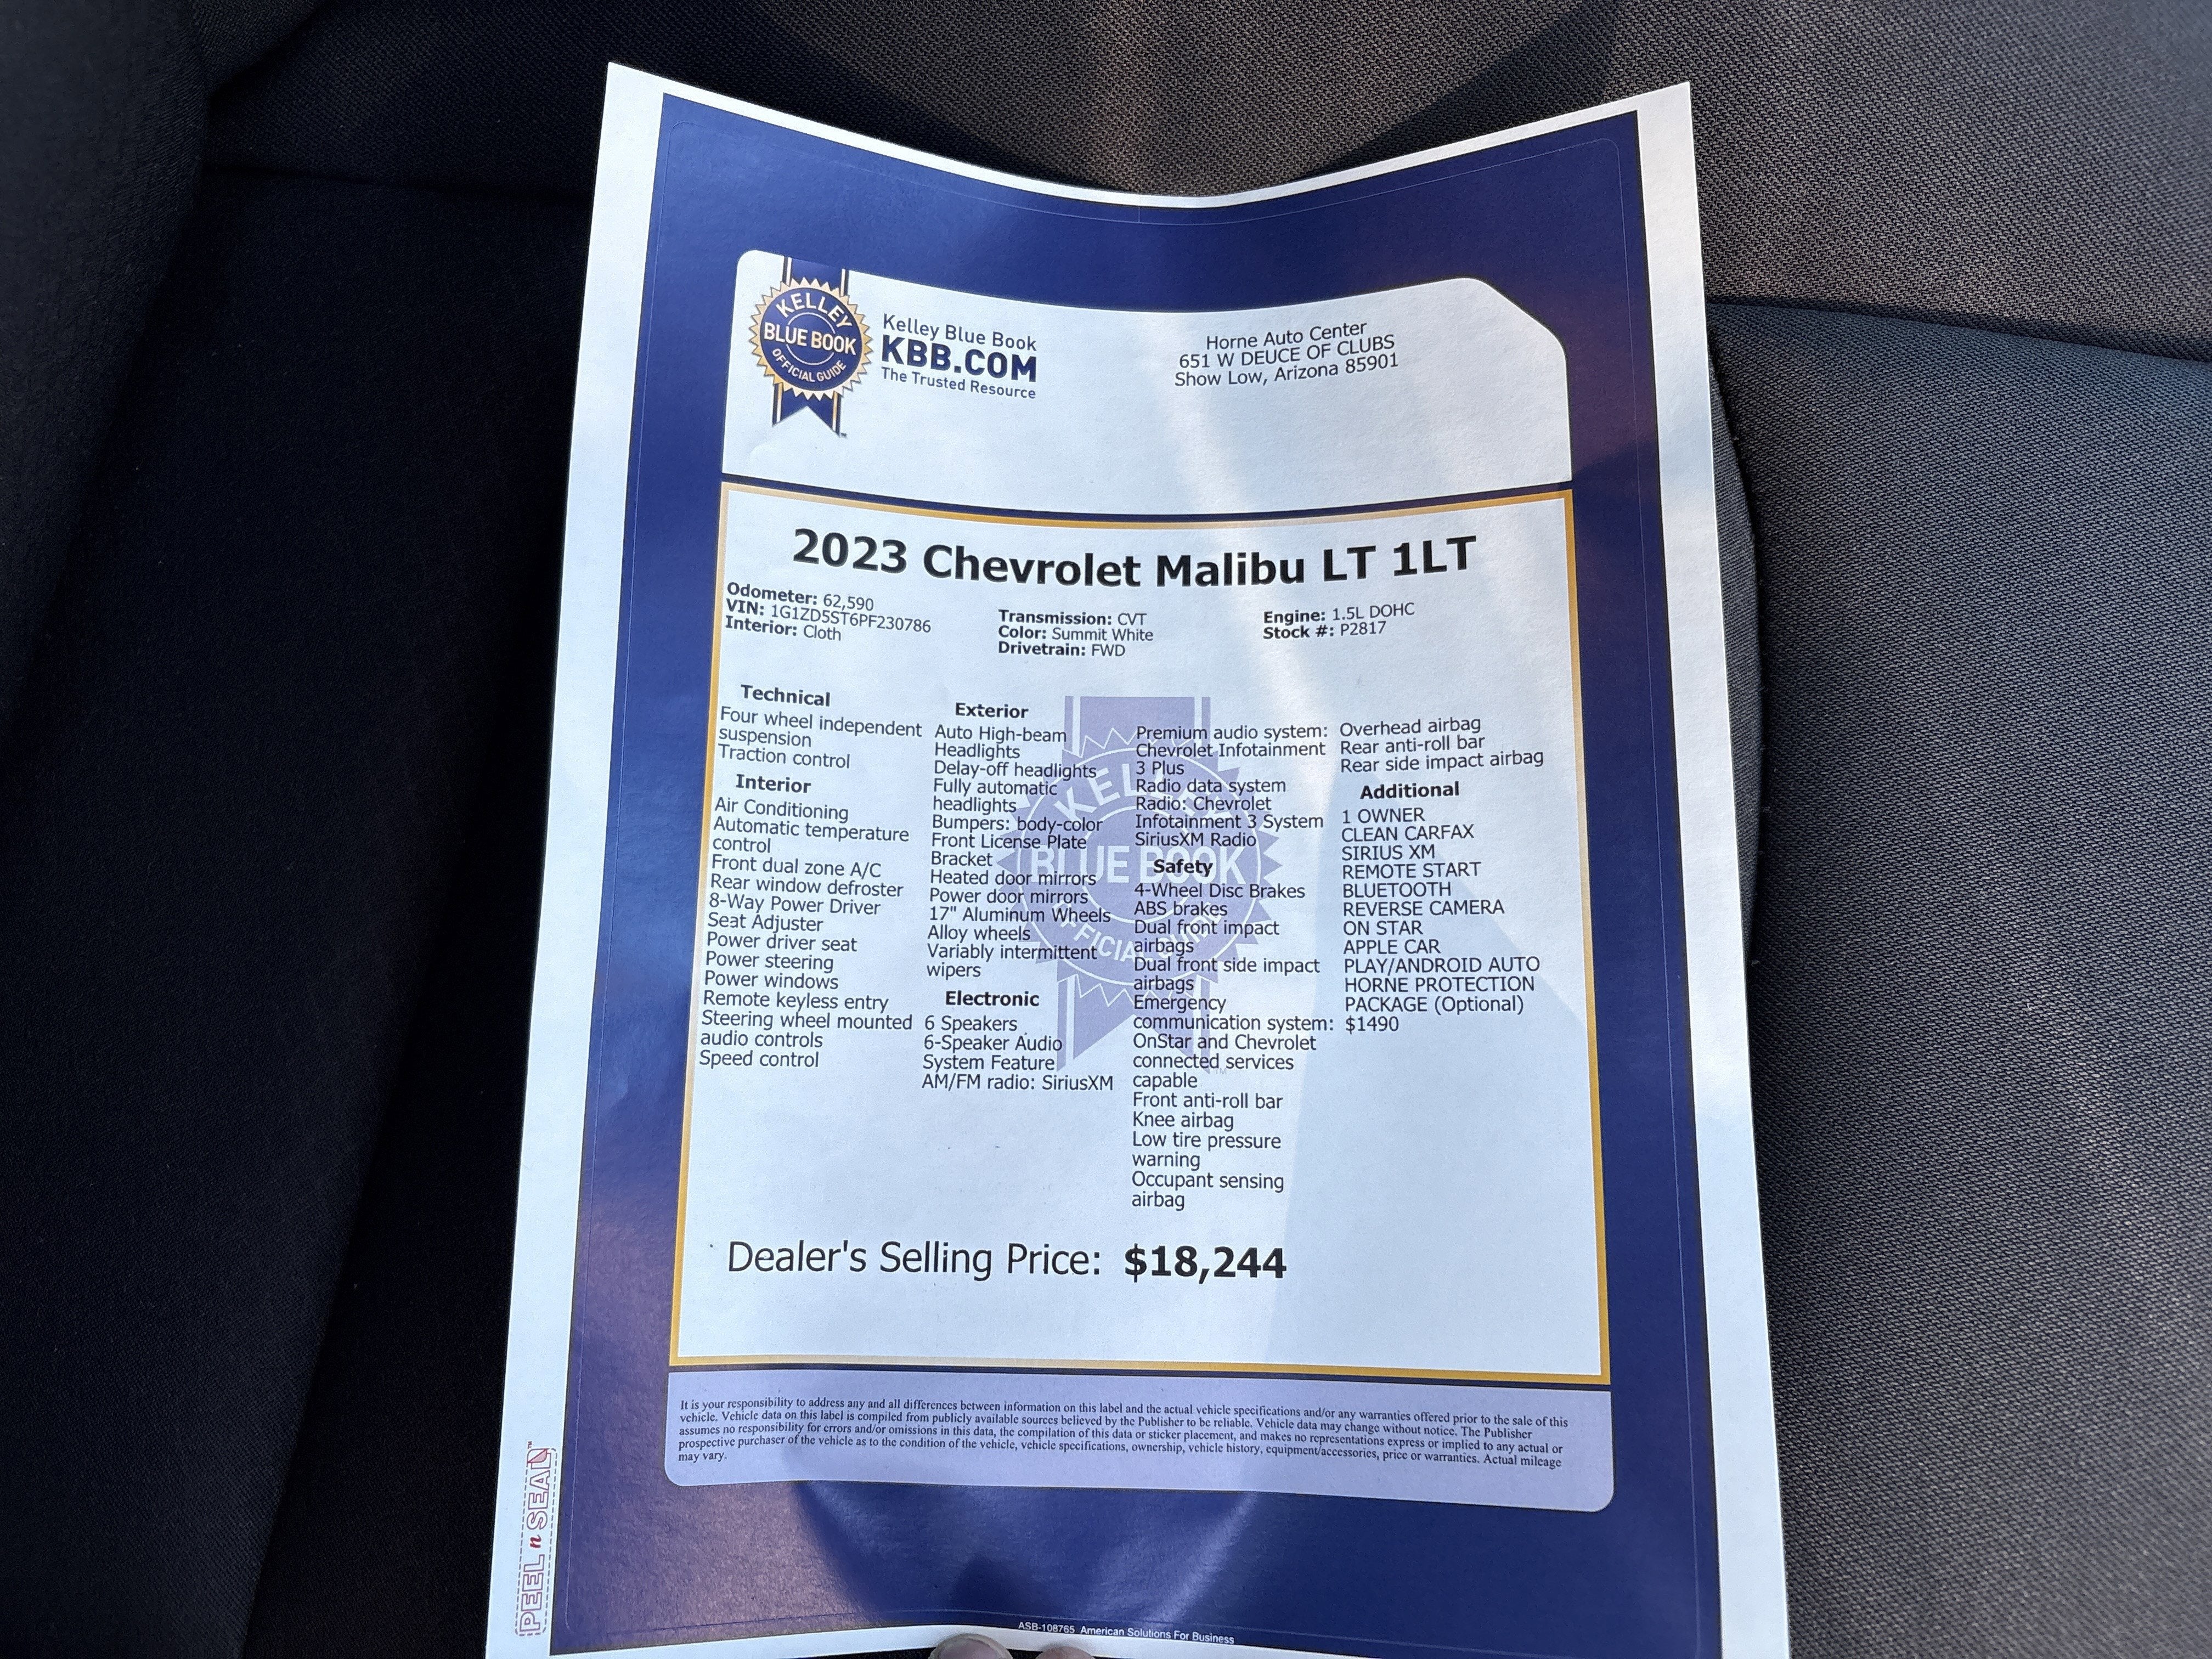 KELLEY
BLUE BOOK
OFFICIAL GUIDE
Kelley Blue Book
KBB.COM
The Trusted Resource
Horne Auto Center
651 W DEUCE OF CLUBS
Show Low, Arizona 85901
2023 Chevrolet Malibu LT 1LT
Odometer: 62,590
VIN: 1G1ZD5ST6PF230786
Interior: Cloth
Transmission: CVT
Color: Summit White
Drivetrain: FWD
Engine: 1.5L DOHC
Stock #: P2817
Technical
Four wheel independent
suspension
Traction control
Interior
Air Conditioning
Automatic temperature
control
Front dual zone A/C
Rear window defroster
8-Way Power Driver
Seat Adjuster
Power driver seat
Power steering
Power windows
Remote keyless entry
Steering wheel mounted
audio controls
Speed control
Exterior
Auto High-beam
Headlights
Delay-off headlights
Fully automatic
headlights
Bumpers: body-color
Front License Plate
Bracket
Heated door mirrors
Power door mirrors
17" Aluminum Wheels
Alloy wheels
Variably intermittent
wipers
Electronic
6 Speakers
6-Speaker Audio
System Feature
AM/FM radio: SiriusXM
Premium audio system:
Chevrolet Infotainment
3 Plus
Radio data system
Radio: Chevrolet
Infotainment 3 System
SiriusXM Radio
Safety
4-Wheel Disc Brakes
ABS brakes
Dual front impact
airbags
Dual front side impact
airbags
Emergency
communication system:
OnStar and Chevrolet
connected services
capable
Front anti-roll bar
Knee airbag
Low tire pressure
warning
Occupant sensing
airbag
Overhead airbag
Rear anti-roll bar
Rear side impact airbag
Additional
1 OWNER
CLEAN CARFAX
SIRIUS XM
REMOTE START
BLUETOOTH
REVERSE CAMERA
ON STAR
APPLE CAR
PLAY/ANDROID AUTO
HORNE PROTECTION
PACKAGE (Optional)
$1490
KELLEY
BLUE BOOK
OFFICIAL GUIDE
Dealer's Selling Price: $18,244
It is your responsibility to address any and all differences between information on this label and the actual vehicle specifications and/or any warranties offered prior to the sale of this
vehicle. Vehicle data on this label is compiled from publicly available sources believed by the Publisher to be reliable. Vehicle data may change without notice. The Publisher
assumes no responsibility for errors and/or omissions in this data, the compilation of this data or sticker placement, and makes no representations express or implied to any actual or
prospective purchaser of the vehicle as to the condition of the vehicle, vehicle specifications, ownership, vehicle history, equipment/accessories, price or warranties. Actual mileage
may vary.
PEEL n SEAL™
ASB-108765 American Solutions For Business